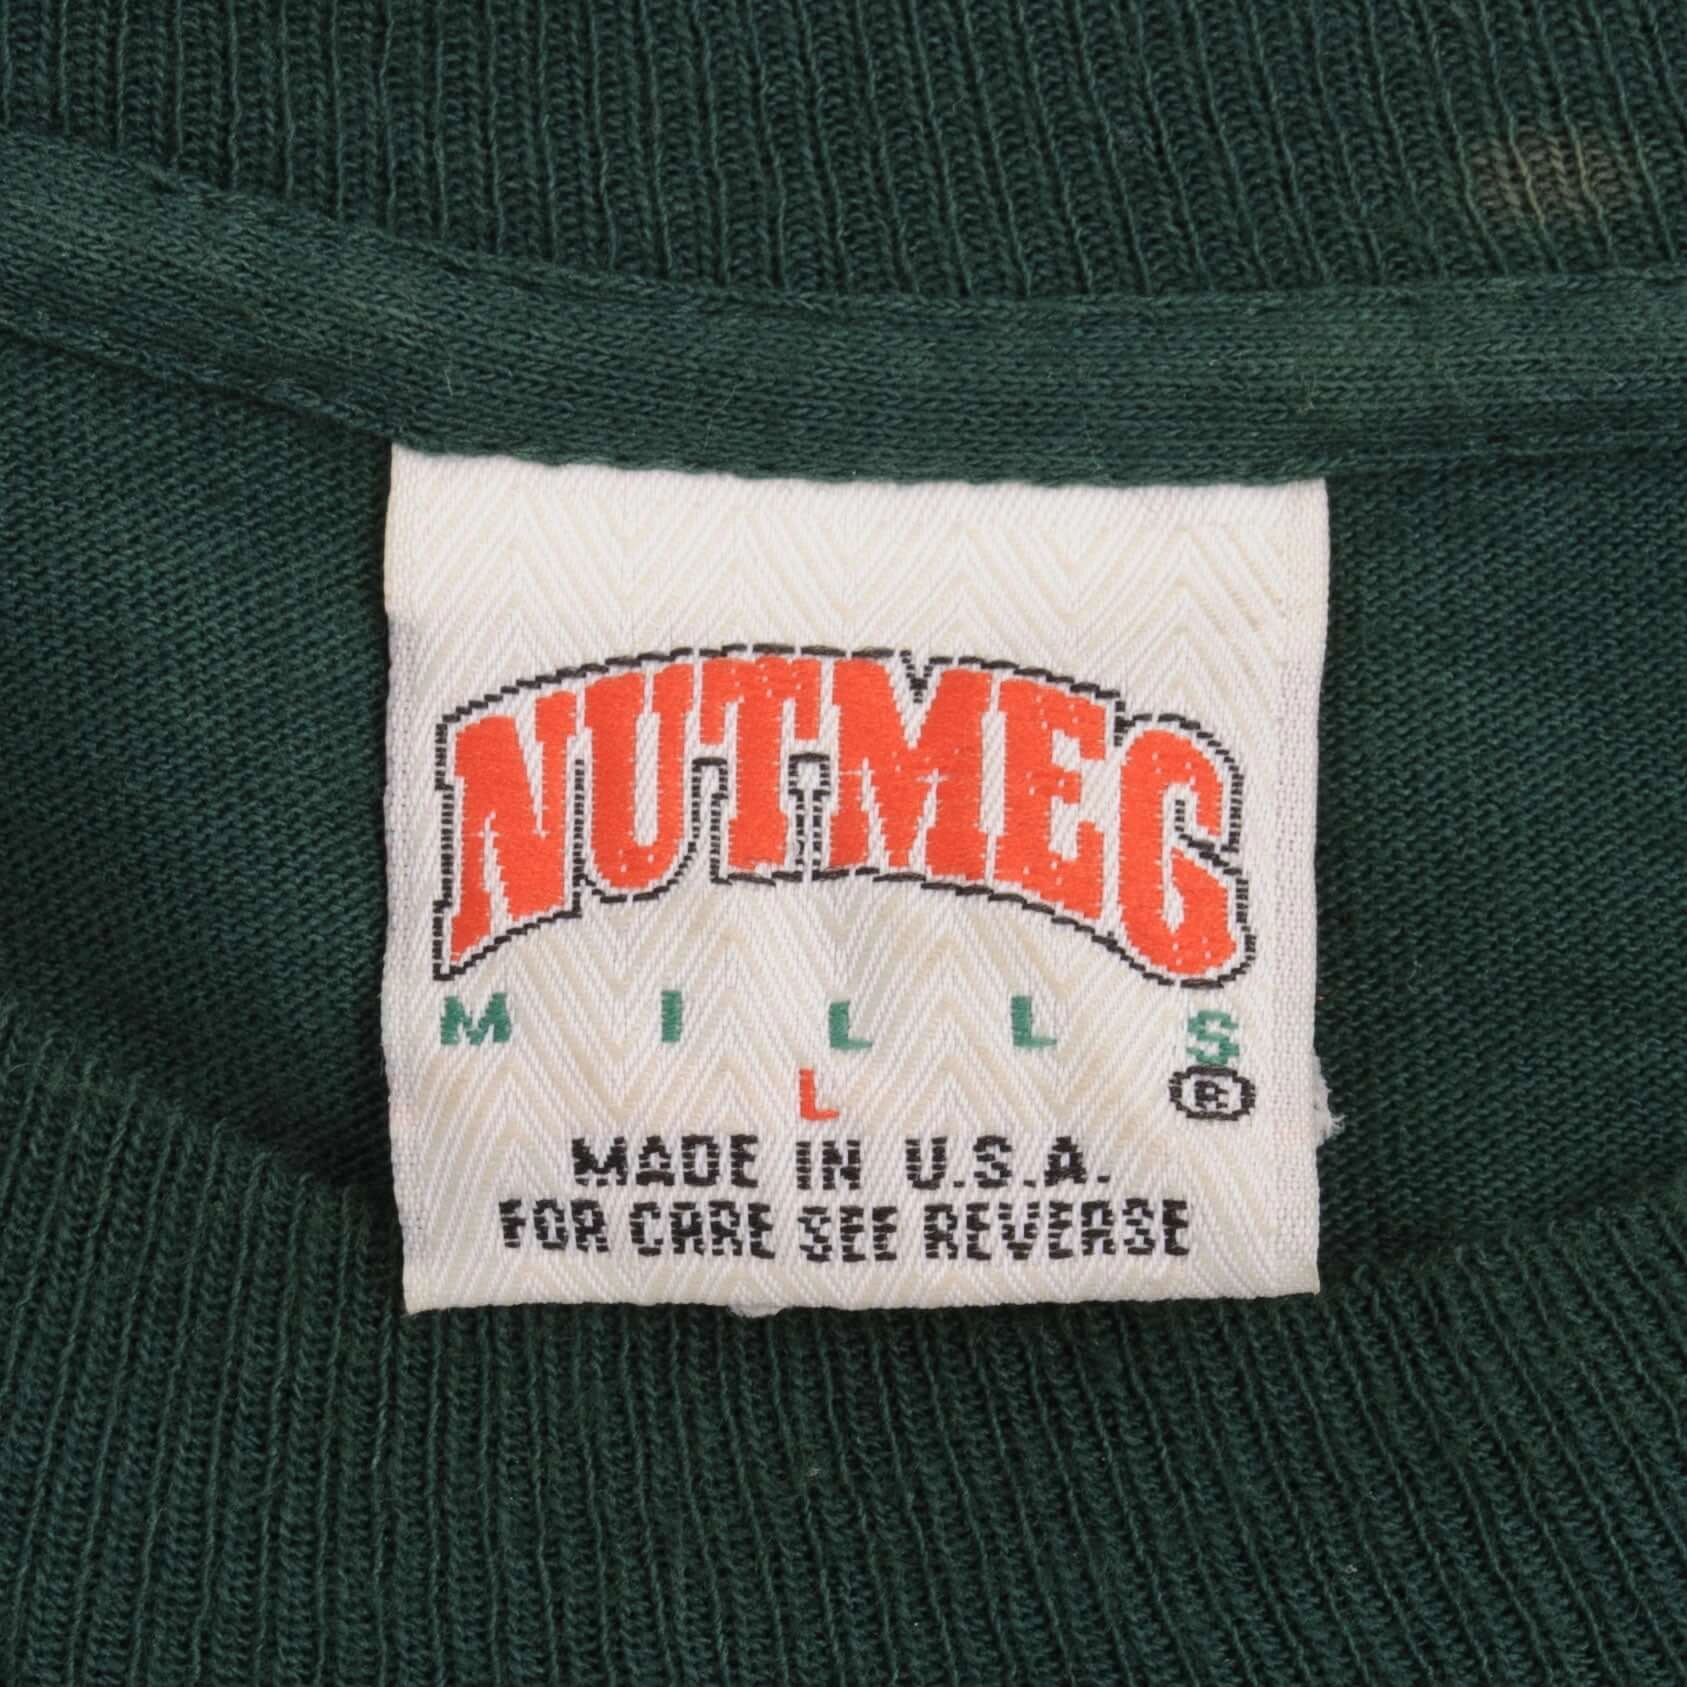 NUTMEG
MILLS
®
L
MADE IN U.S.A.
FOR CARE SEE REVERSE